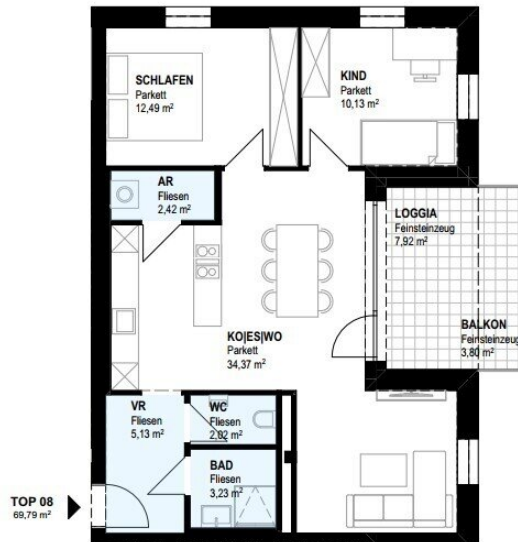 SCHLAFEN
Parkett
12,49 m²
KIND
Parkett
10,13 m²
AR
Fliesen
2,42 m²
LOGGIA
Feinsteinzeug
7,92 m²
BALKON
Feinsteinzeug
3,80 m²
KO|ES|WO
Parkett
34,37 m²
VR
Fliesen
5,13 m²
WC
Fliesen
2,02 m²
BAD
Fliesen
3,23 m²
TOP 08
69,79 m²